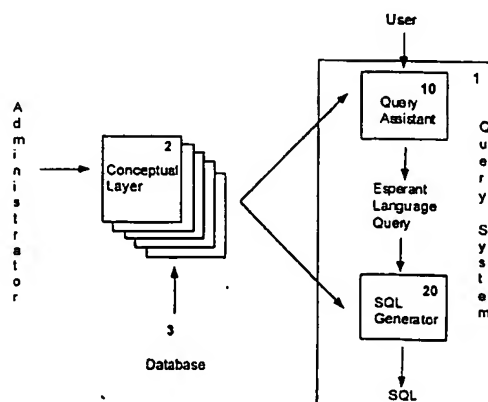 User
1
10
Query
Assistant
Administrator
2
Conceptual
Layer
Query System
Esperant
Language
Query
20
SQL
Generator
3
Database
SQL